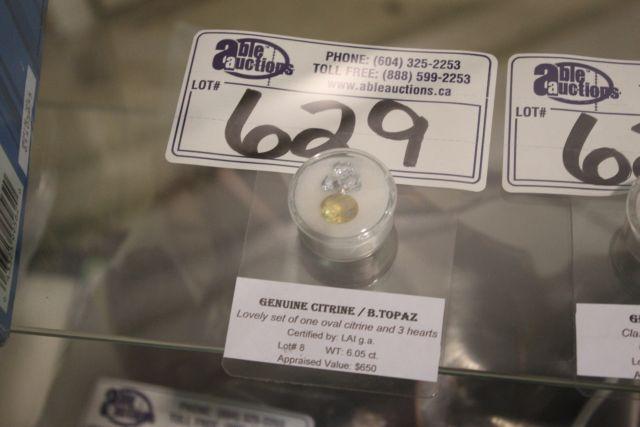 able auctions
PHONE: (604) 325-2253
TOLL FREE: (888) 599-2253
www.ableauctions.ca
LOT#
629
GENUINE CITRINE / B.TOPAZ
Lovely set of one oval citrine and 3 hearts
Certified by: LAI g.a.
Lot# 8 WT: 6.05 ct.
Appraised Value: $650
able auctions
LOT#
able auctions